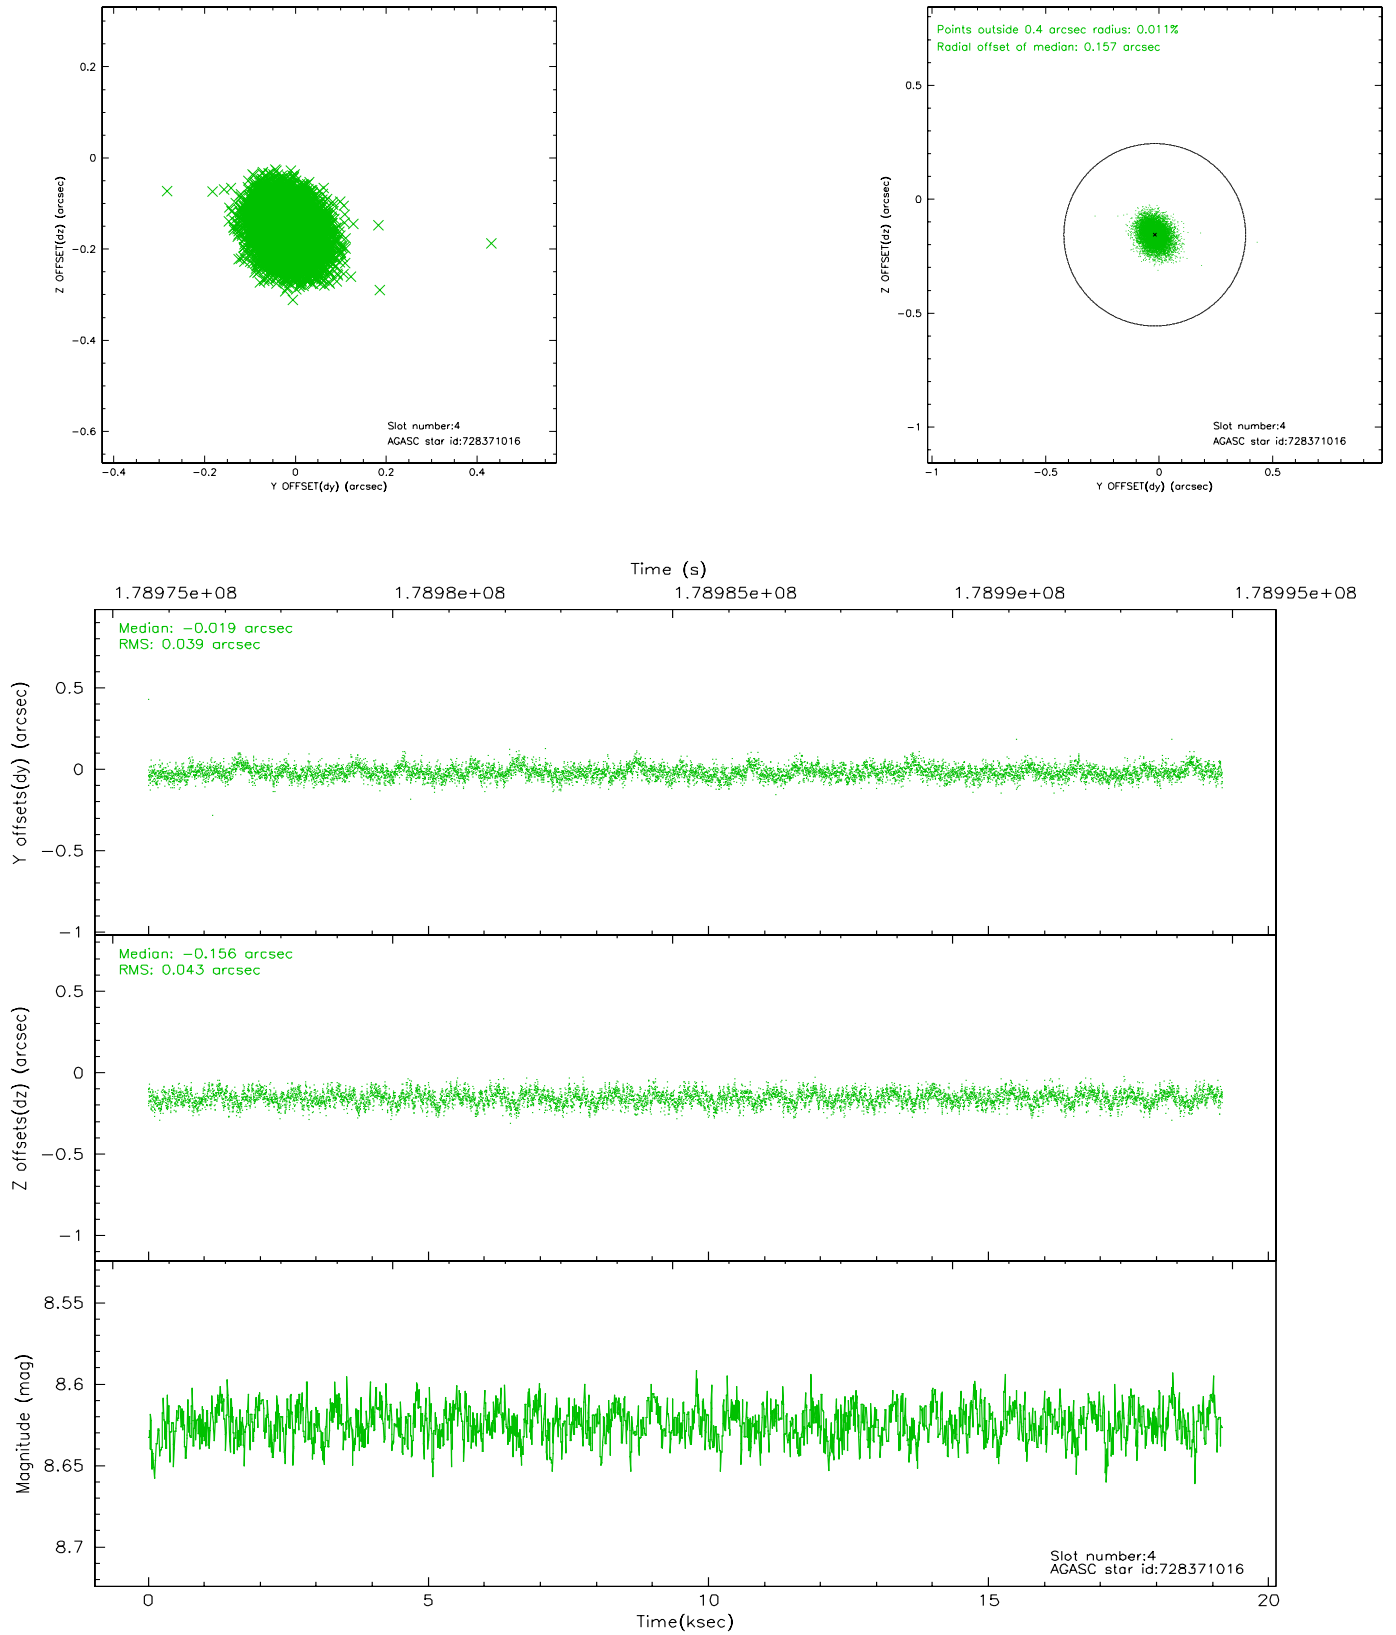 0.2
0
−0.2
−0.4
−0.6
Z OFFSET(dz) (arcsec)
Slot number:4
AGASC star id:728371016
−0.4
−0.2
0
0.2
0.4
Y OFFSET(dy) (arcsec)
Points outside 0.4 arcsec radius: 0.011%
Radial offset of median: 0.157 arcsec
0.5
0
−0.5
−1
Z OFFSET(dz) (arcsec)
Slot number:4
AGASC star id:728371016
−1
−0.5
0
0.5
Y OFFSET(dy) (arcsec)
Time (s)
1.78975e+08
1.7898e+08
1.78985e+08
1.7899e+08
1.78995e+08
Median: −0.019 arcsec
RMS: 0.039 arcsec
0.5
0
−0.5
−1
Y offsets(dy) (arcsec)
Median: −0.156 arcsec
RMS: 0.043 arcsec
0.5
0
−0.5
−1
Z offsets(dz) (arcsec)
8.55
8.6
8.65
8.7
Magnitude (mag)
Slot number:4
AGASC star id:728371016
0
5
10
15
20
Time(ksec)